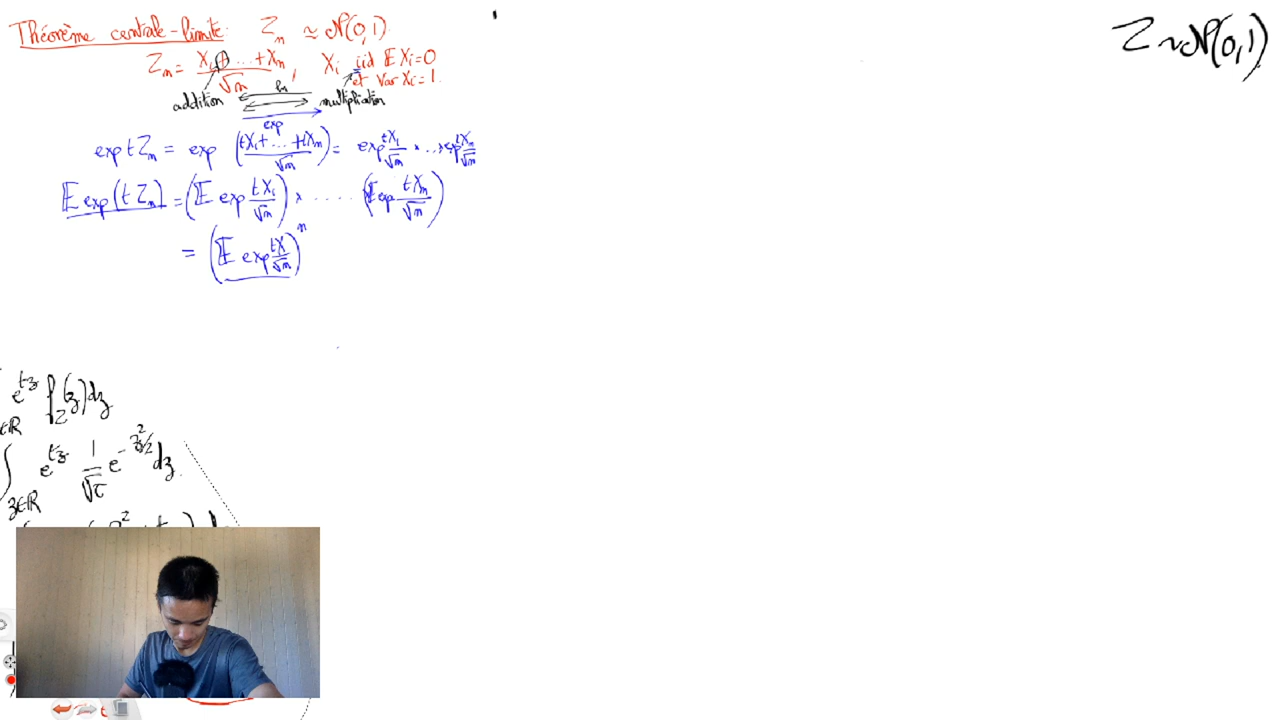 Théorème centrale-limite Z_n ≈ N(0,1)
Z_n = (X_1 + ... + X_n)/√n, X_i iid E X_i = 0
et Var X_i = 1.
addition ln multiplication
exp
exp tZ_n = exp ((tX_1 + ... + tX_n)/√n) = exp tX_1/√n × ... × exp tX_n/√n
E exp(tZ_n) = (E exp tX_1/√n) × ..... (E exp tX_n/√n)
= (E exp tX/√n)^n
Z ~ N(0,1)
e^{tz} f_Z(z)dz
∈R
∫ e^{tz} 1/√τ e^{-z²/2} dz
z∈R